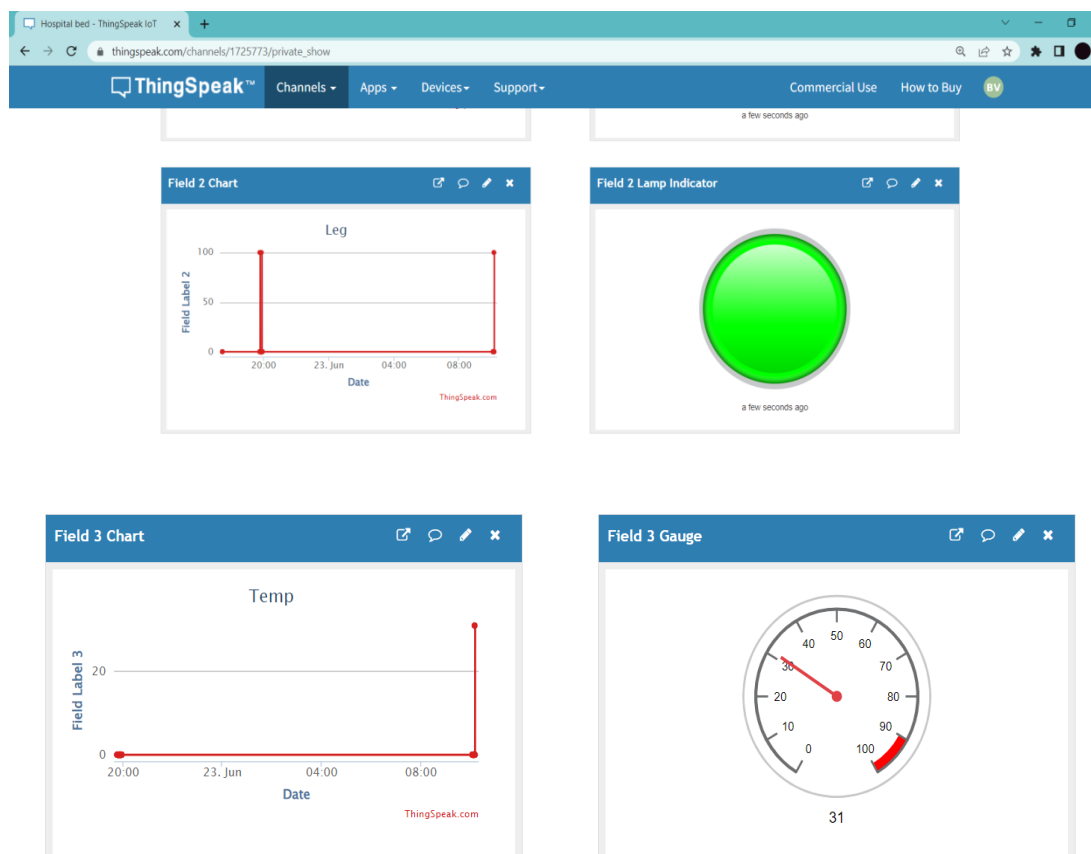 Hospital bed - ThingSpeak IoT
thingspeak.com/channels/1725773/private_show
ThingSpeak™ Channels Apps Devices Support Commercial Use How to Buy BV
a few seconds ago
Field 2 Chart
Leg
100
50
0
Field Label 2
20:00 23. Jun 04:00 08:00
Date
ThingSpeak.com
Field 2 Lamp Indicator
a few seconds ago
Field 3 Chart
Temp
20
0
Field Label 3
20:00 23. Jun 04:00 08:00
Date
ThingSpeak.com
Field 3 Gauge
0 10 20 30 40 50 60 70 80 90 100
31